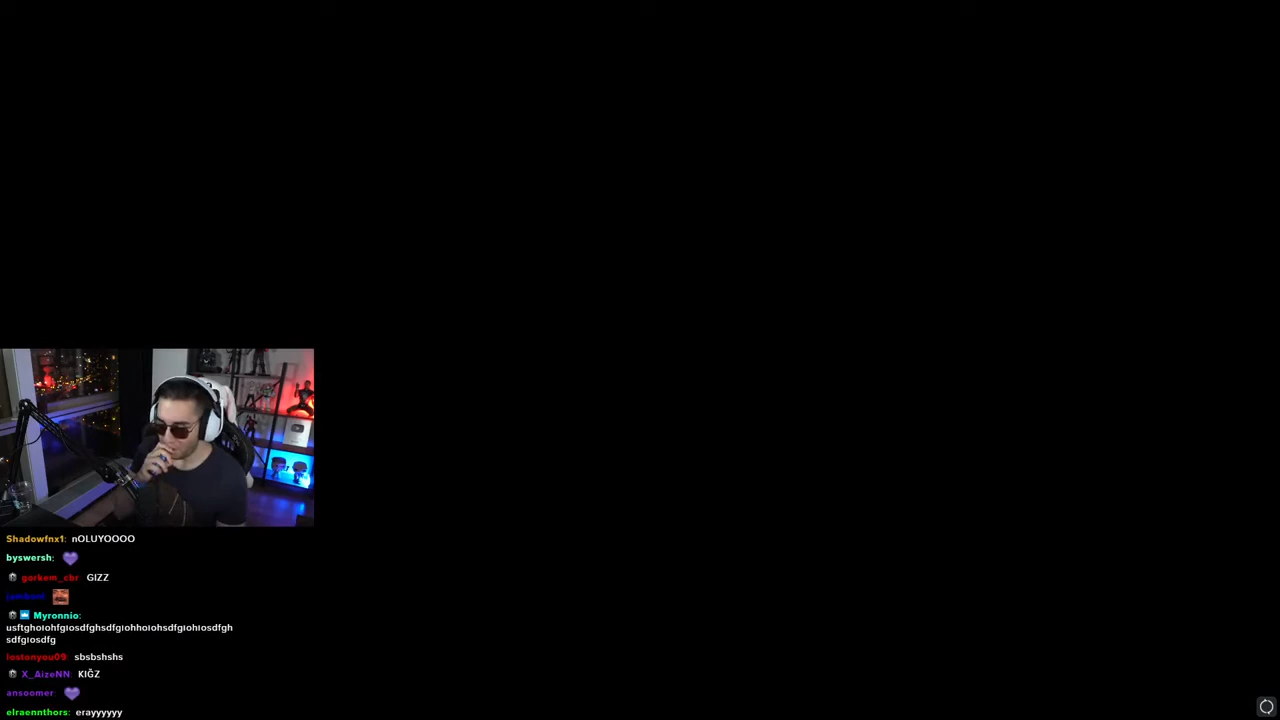 Shadowfnx1: nOLUYOOOO
byswersh:
gorkem_cbr GIZZ
Myronnio:
usftghoıohfgıosdfghsdfgıohhoıohsdfgıohıosdfgh
sdfgıosdfg
lostonyou09 sbsbshshs
X_AizeNN: KIĞZ
ansoomer:
elraennthors: erayyyyyy